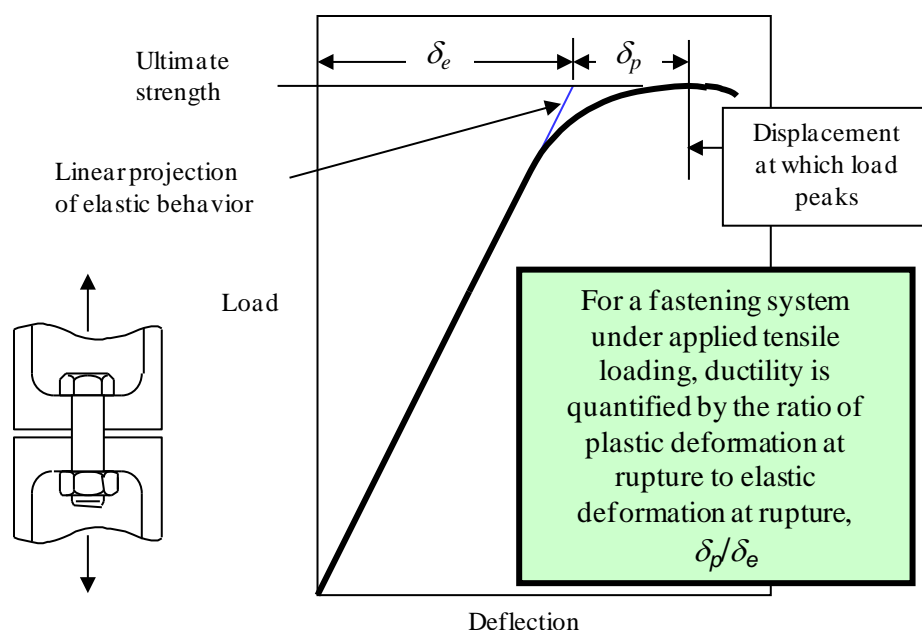 δe
δp
Ultimate
strength
Linear projection
of elastic behavior
Displacement
at which load
peaks
Load
For a fastening system
under applied tensile
loading, ductility is
quantified by the ratio of
plastic deformation at
rupture to elastic
deformation at rupture,
δp/δe
Deflection